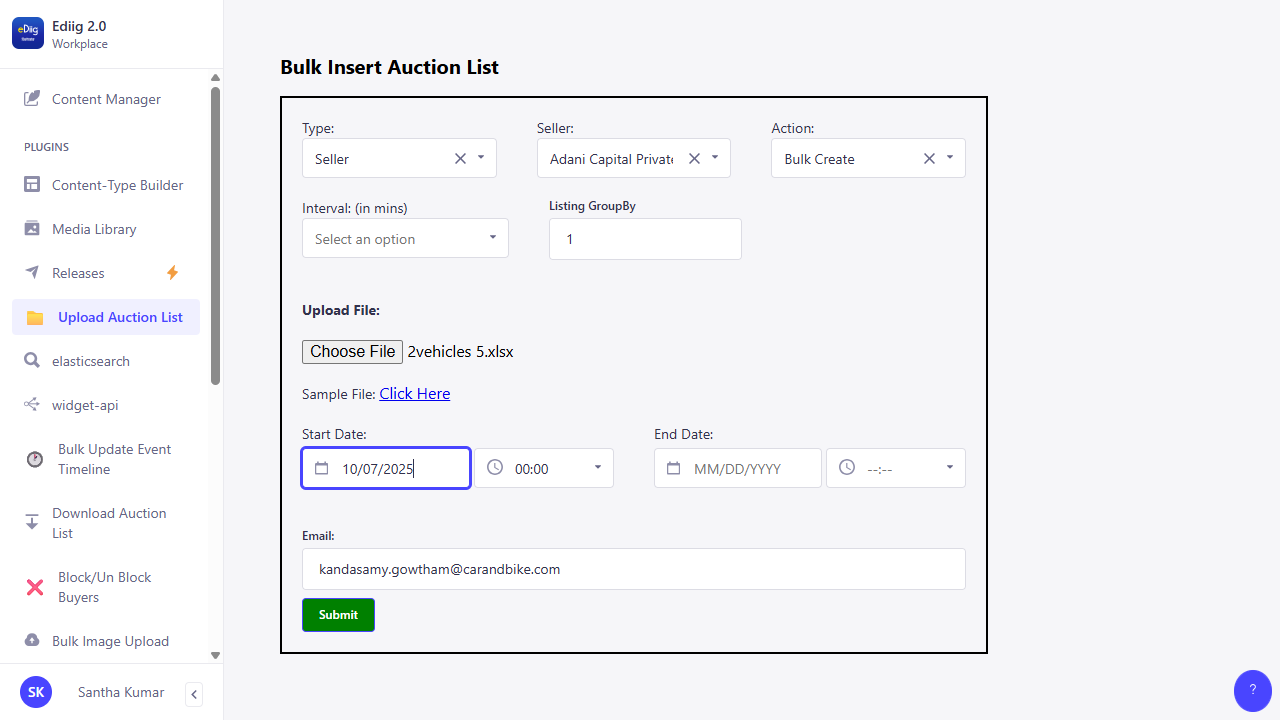 eDiig
Ediig 2.0
Workplace
Content Manager
PLUGINS
Content-Type Builder
Media Library
Releases
Upload Auction List
elasticsearch
widget-api
Bulk Update Event
Timeline
Download Auction
List
Block/Un Block
Buyers
Bulk Image Upload
SK
Santha Kumar
Bulk Insert Auction List
Type:
Seller:
Action:
Seller
Adani Capital Private
Bulk Create
Interval: (in mins)
Listing GroupBy
Select an option
1
Upload File:
Choose File 2vehicles 5.xlsx
Sample File: Click Here
Start Date:
End Date:
10/07/2025
00:00
MM/DD/YYYY
--:--
Email:
kandasamy.gowtham@carandbike.com
Submit
?